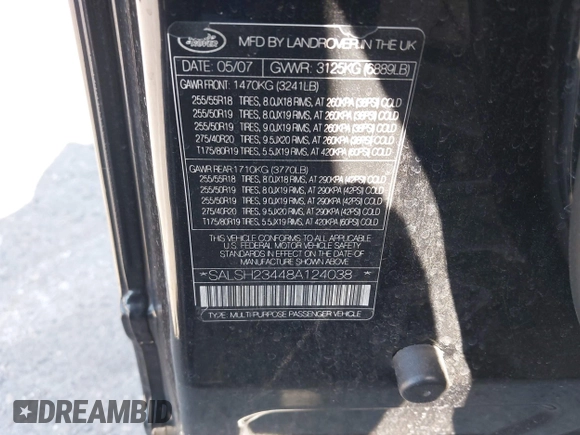 LAND ROVER
MFD BY LANDROVER IN THE UK
DATE: 05/07 GVWR: 3125KG (6889LB)
GAWR FRONT: 1470KG (3241LB)
255/55R18 TIRES, 8.0JX18 RIMS, AT 260KPA (38PSI) COLD
255/50R19 TIRES, 8.0JX19 RIMS, AT 260KPA (38PSI) COLD
255/50R19 TIRES, 9.0JX19 RIMS, AT 260KPA (38PSI) COLD
275/40R20 TIRES, 9.5JX20 RIMS, AT 260KPA (38PSI) COLD
T175/80R19 TIRES, 5.5JX19 RIMS, AT 420KPA (60PSI) COLD
GAWR REAR: 1710KG (3770LB)
255/55R18 TIRES, 8.0JX18 RIMS, AT 290KPA (42PSI) COLD
255/50R19 TIRES, 8.0JX19 RIMS, AT 290KPA (42PSI) COLD
255/50R19 TIRES, 9.0JX19 RIMS, AT 290KPA (42PSI) COLD
275/40R20 TIRES, 9.5JX20 RIMS, AT 290KPA (42PSI) COLD
T175/80R19 TIRES, 5.5JX19 RIMS, AT 420KPA (60PSI) COLD
THIS VEHICLE CONFORMS TO ALL APPLICABLE
U.S. FEDERAL MOTOR VEHICLE SAFETY
STANDARDS IN EFFECT ON THE DATE OF
MANUFACTURE SHOWN ABOVE.
*SALSH23448A124038*
TYPE: MULTI-PURPOSE PASSENGER VEHICLE
DREAMBID